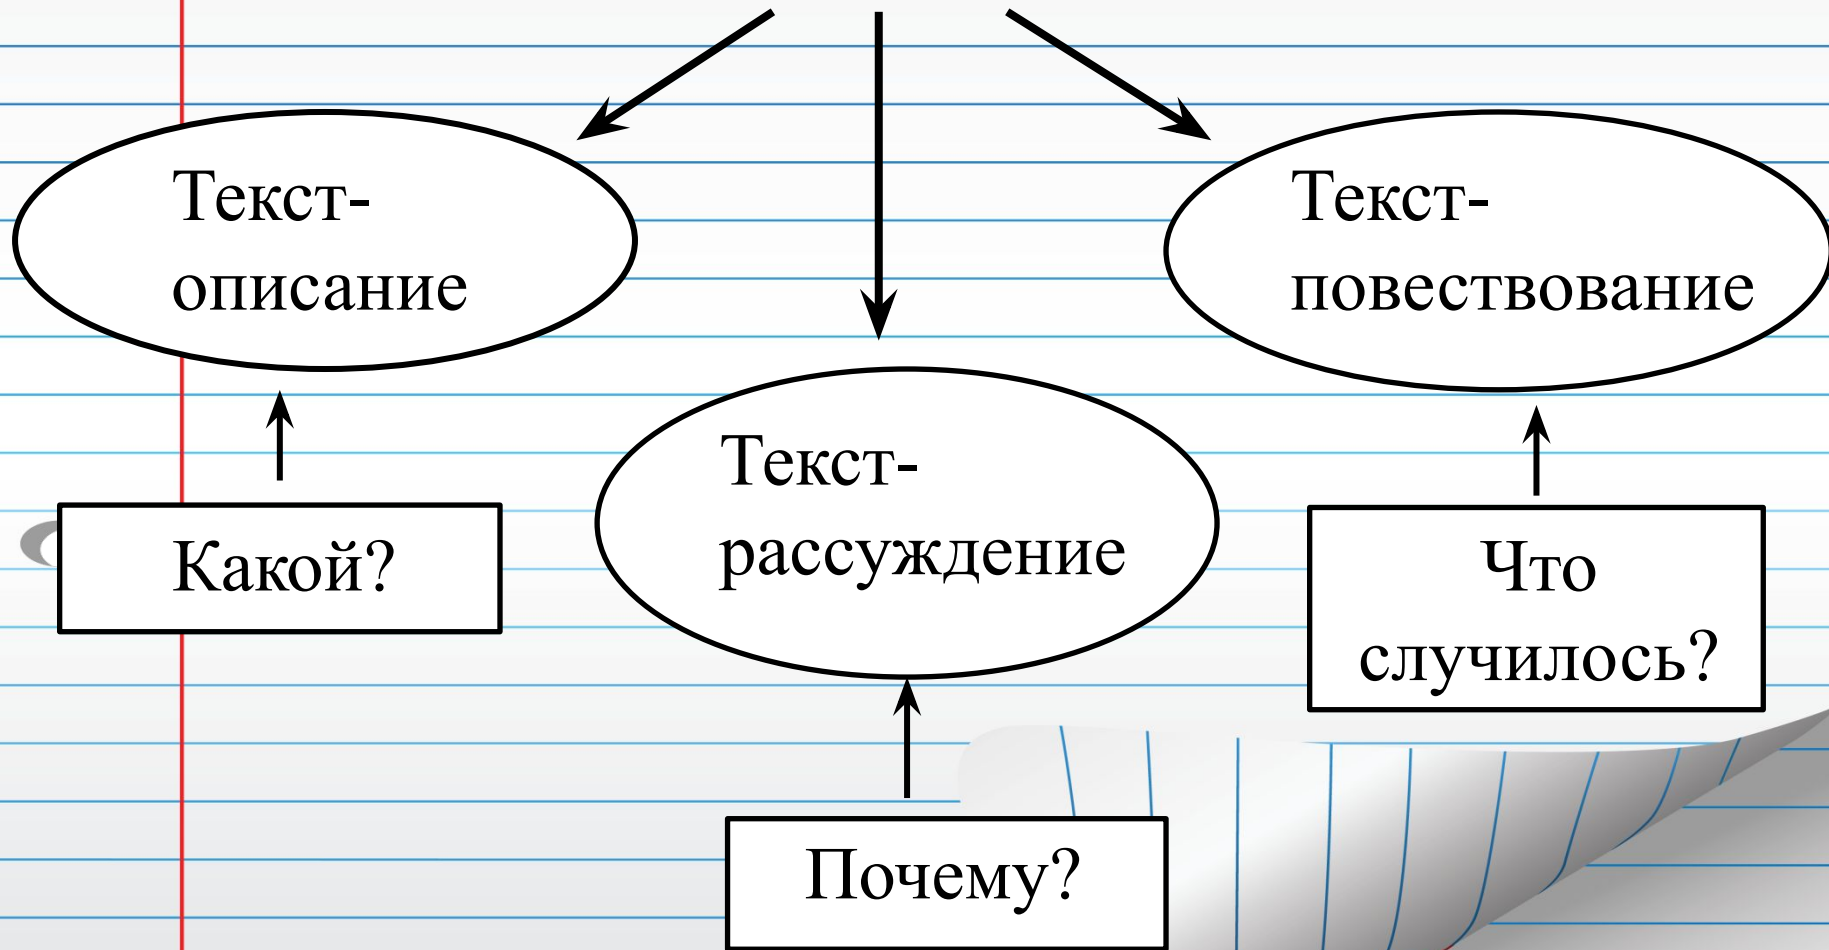 Текст-
описание
Текст-
повествование
Текст-
рассуждение
Какой?
Что
случилось?
Почему?